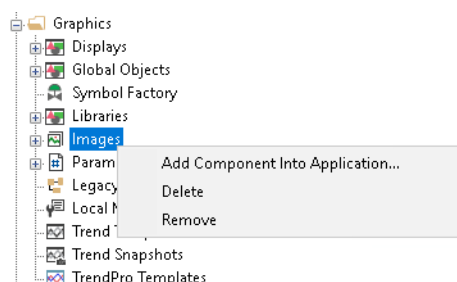 Graphics
Displays
Global Objects
Symbol Factory
Libraries
Images
Param
Add Component Into Application...
Legacy
Delete
Local
Remove
Trend
Trend Snapshots
TrendPro Templates